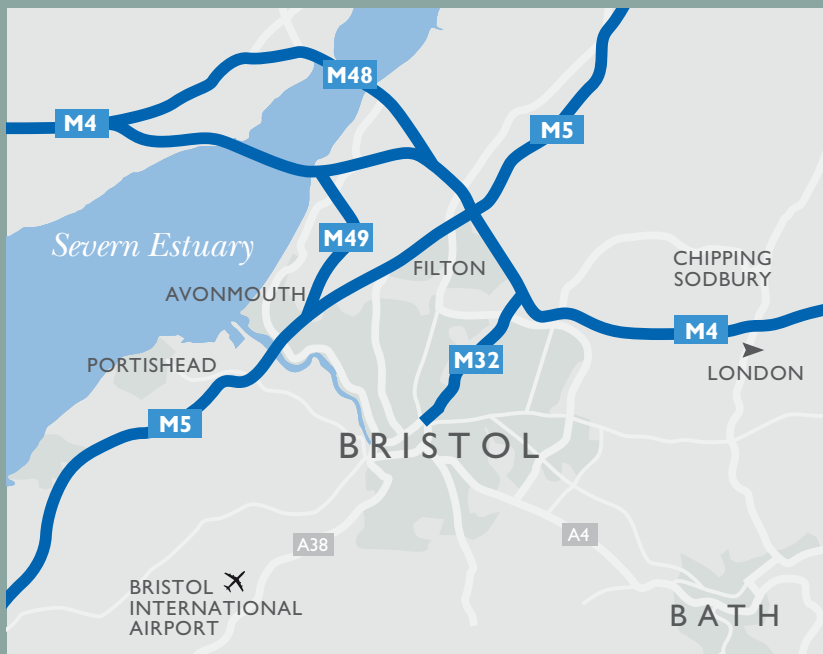 M48
M4
M5
Severn Estuary
M49
FILTON
CHIPPING
SODBURY
AVONMOUTH
M4
PORTISHEAD
M32
LONDON
M5
BRISTOL
A38
A4
BRISTOL
INTERNATIONAL
AIRPORT
BATH